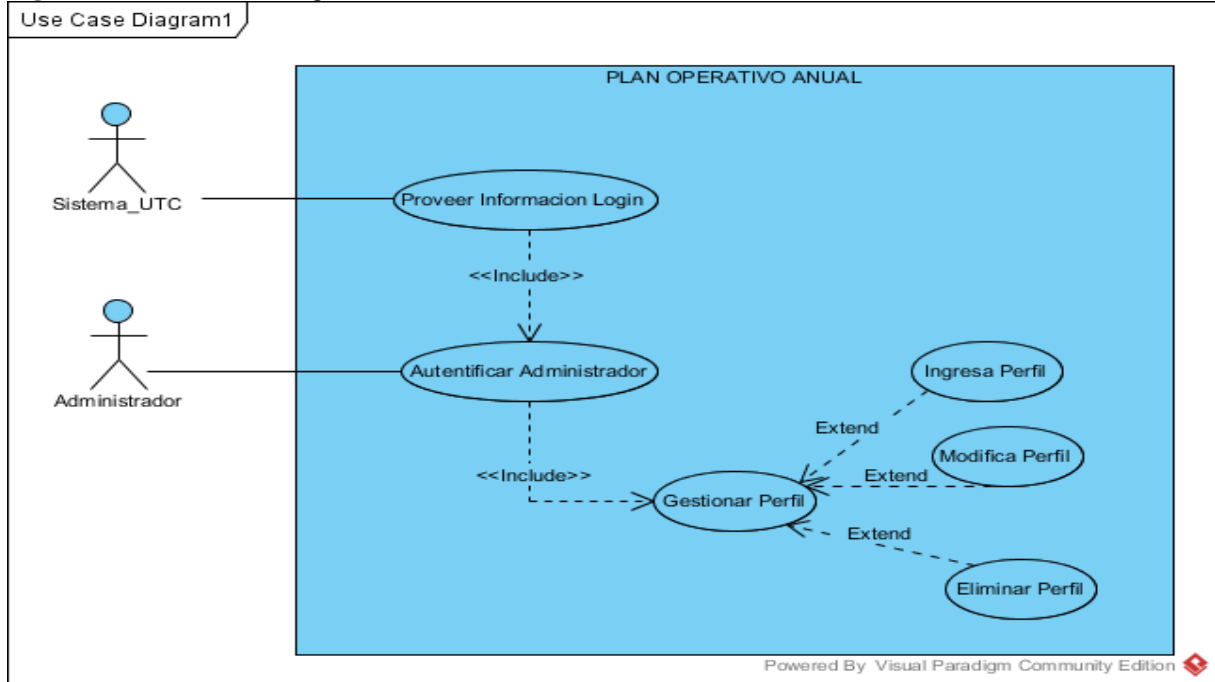 Use Case Diagram1
PLAN OPERATIVO ANUAL
Sistema_UTC
Proveer Informacion Login
<<Include>>
Autentificar Administrador
Administrador
Ingresa Perfil
Extend
Modifica Perfil
Extend
<<Include>>
Gestionar Perfil
Extend
Eliminar Perfil
Powered By Visual Paradigm Community Edition